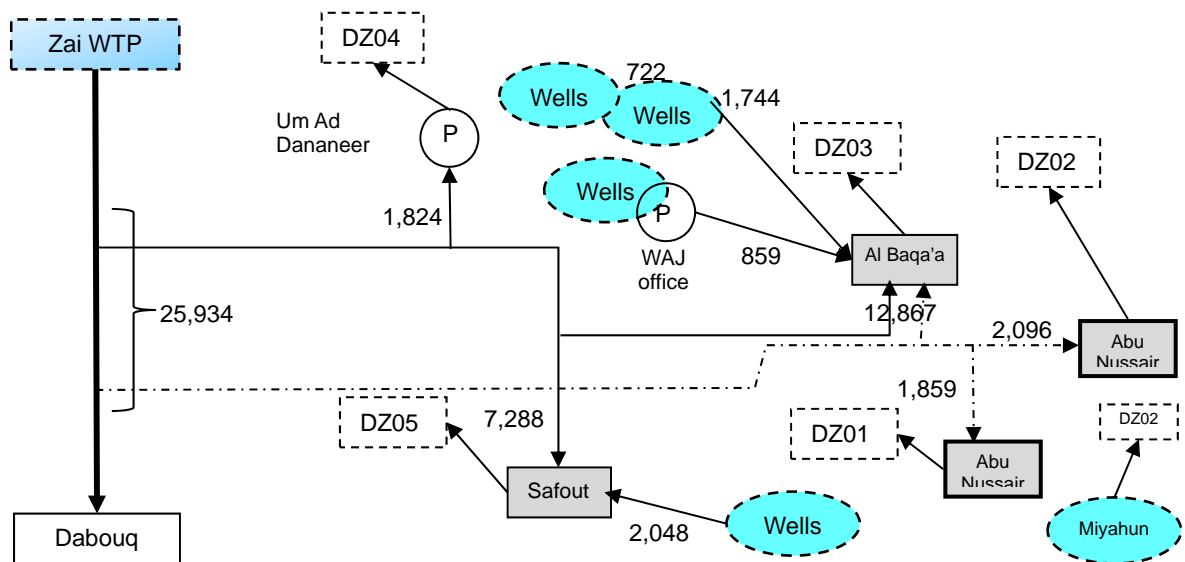 Zai WTP
DZ04
722
Wells
Wells
1,744
Um Ad
Dananeer
P
DZ03
DZ02
Wells
P
1,824
WAJ
office
859
Al Baqa'a
25,934
12,867
2,096
Abu
Nussair
1,859
DZ05
7,288
DZ01
DZ02
Abu
Nussair
Safout
2,048
Wells
Miyahun
Dabouq